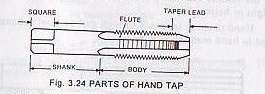 SQUARE
FLUTE
TAPER LEAD
SHANK
BODY
Fig. 3.24 PARTS OF HAND TAP